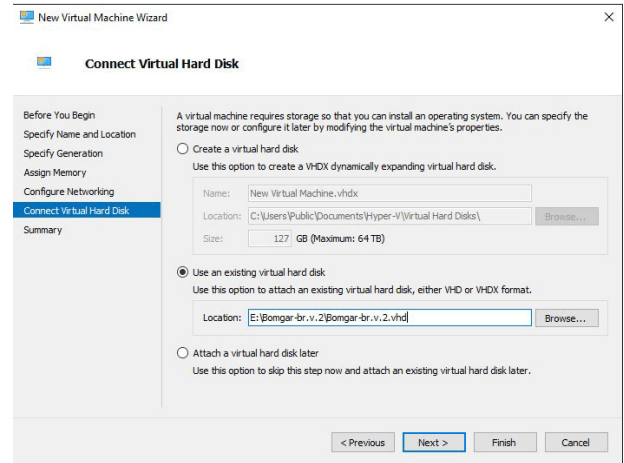 New Virtual Machine Wizard
Connect Virtual Hard Disk
Before You Begin
Specify Name and Location
Specify Generation
Assign Memory
Configure Networking
Connect Virtual Hard Disk
Summary
A virtual machine requires storage so that you can install an operating system. You can specify the
storage now or configure it later by modifying the virtual machine's properties.
Create a virtual hard disk
Use this option to create a VHDX dynamically expanding virtual hard disk.
Name: New Virtual Machine.vhdx
Location: C:\Users\Public\Documents\Hyper-V\Virtual Hard Disks\ Browse...
Size: 127 GB (Maximum: 64 TB)
Use an existing virtual hard disk
Use this option to attach an existing virtual hard disk, either VHD or VHDX format.
Location: E:\Bomgar-br.v.2\Bomgar-br.v.2.vhd Browse...
Attach a virtual hard disk later
Use this option to skip this step now and attach an existing virtual hard disk later.
< Previous Next > Finish Cancel